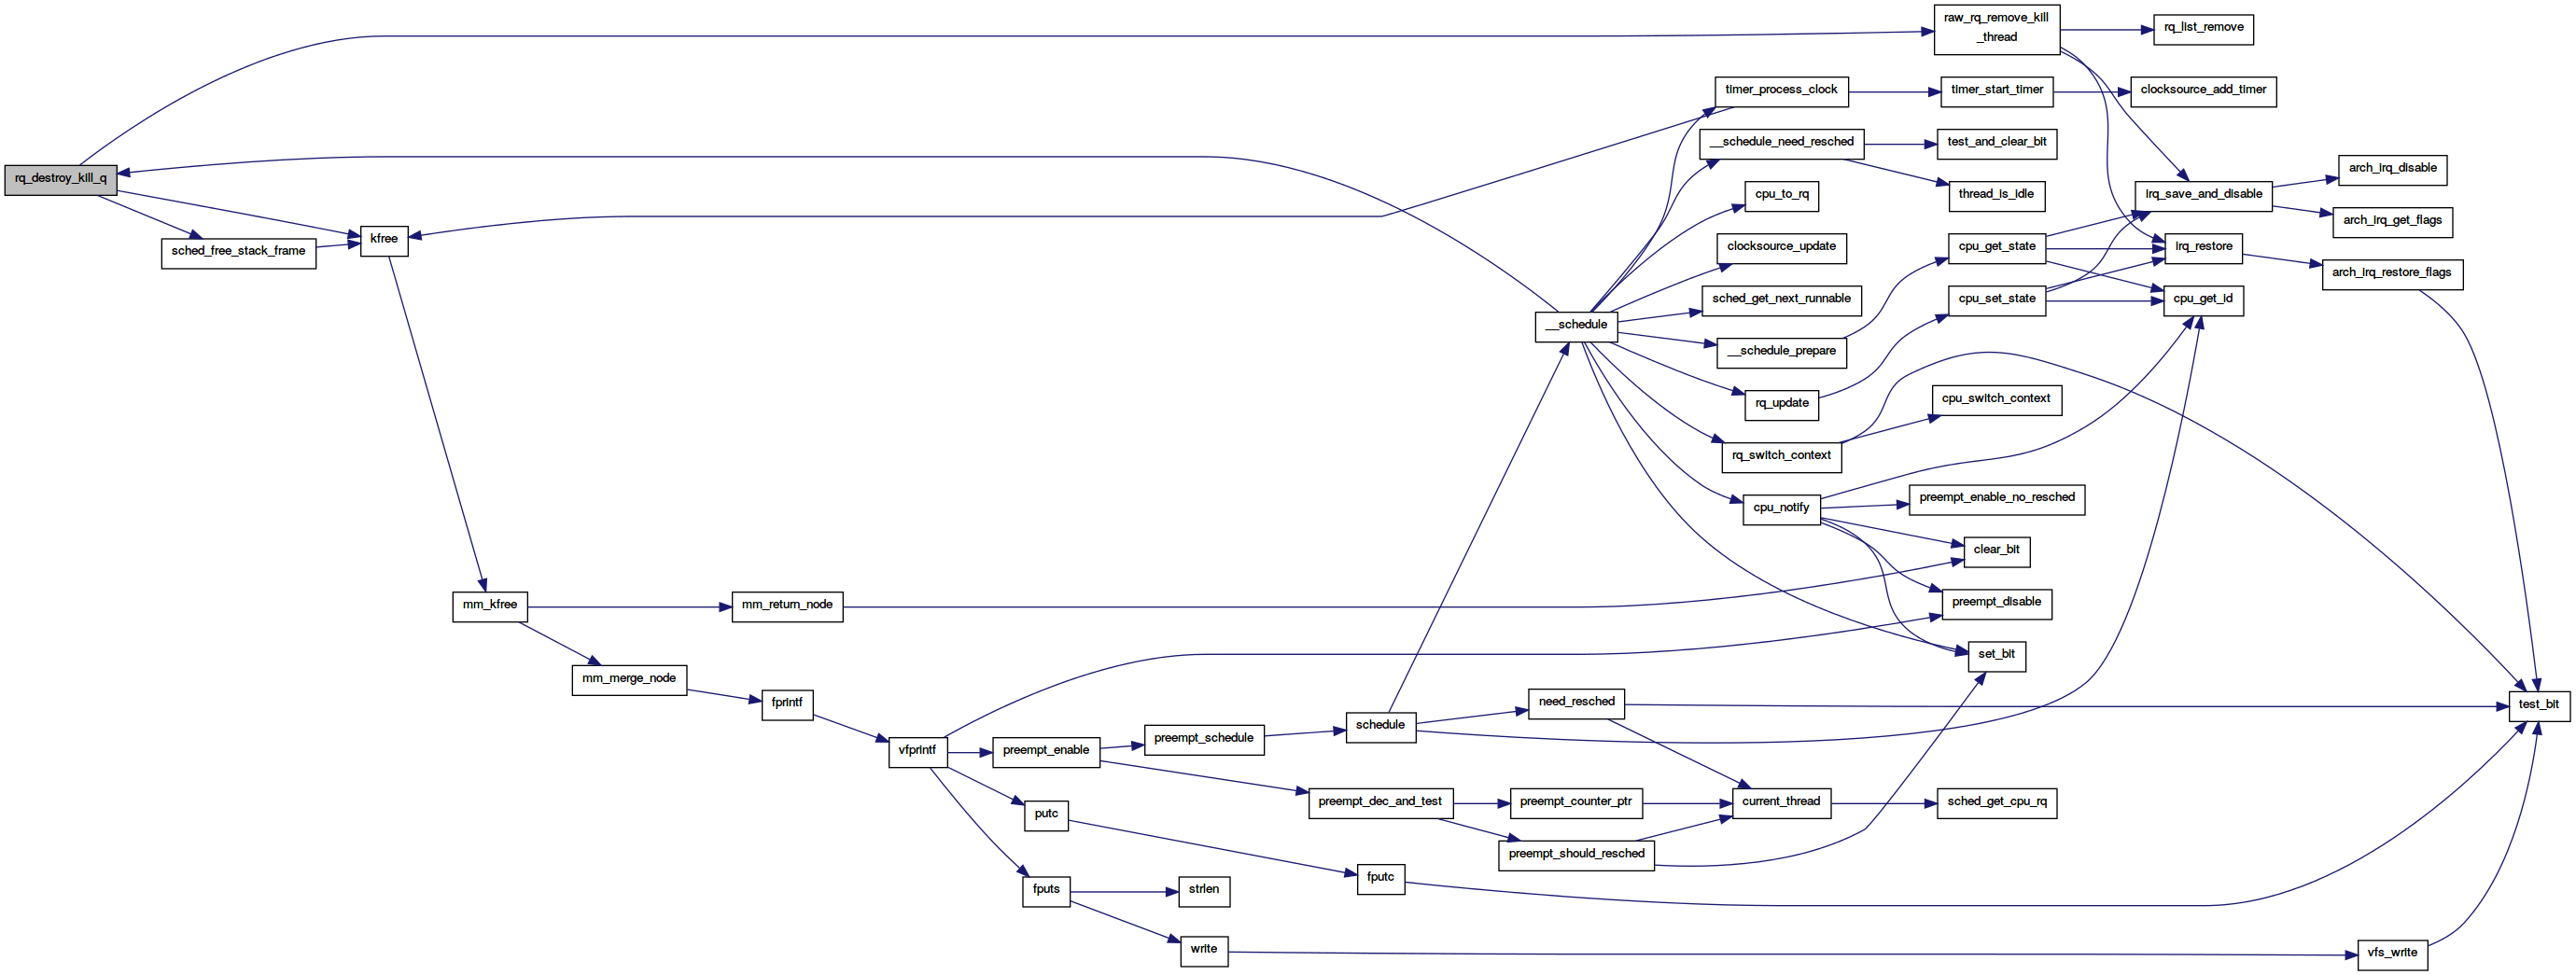 raw_rq_remove_kill
_thread
rq_list_remove
timer_process_clock
timer_start_timer
clocksource_add_timer
__schedule_need_resched
test_and_clear_bit
rq_destroy_kill_q
arch_irq_disable
cpu_to_rq
thread_is_idle
irq_save_and_disable
arch_irq_get_flags
kfree
sched_free_stack_frame
clocksource_update
cpu_get_state
irq_restore
arch_irq_restore_flags
sched_get_next_runnable
cpu_set_state
cpu_get_id
__schedule
__schedule_prepare
rq_update
cpu_switch_context
rq_switch_context
preempt_enable_no_resched
cpu_notify
clear_bit
mm_kfree
mm_return_node
preempt_disable
set_bit
mm_merge_node
fprintf
need_resched
test_bit
schedule
preempt_schedule
vfprintf
preempt_enable
preempt_dec_and_test
preempt_counter_ptr
current_thread
sched_get_cpu_rq
putc
preempt_should_resched
fputc
fputs
strlen
write
vfs_write